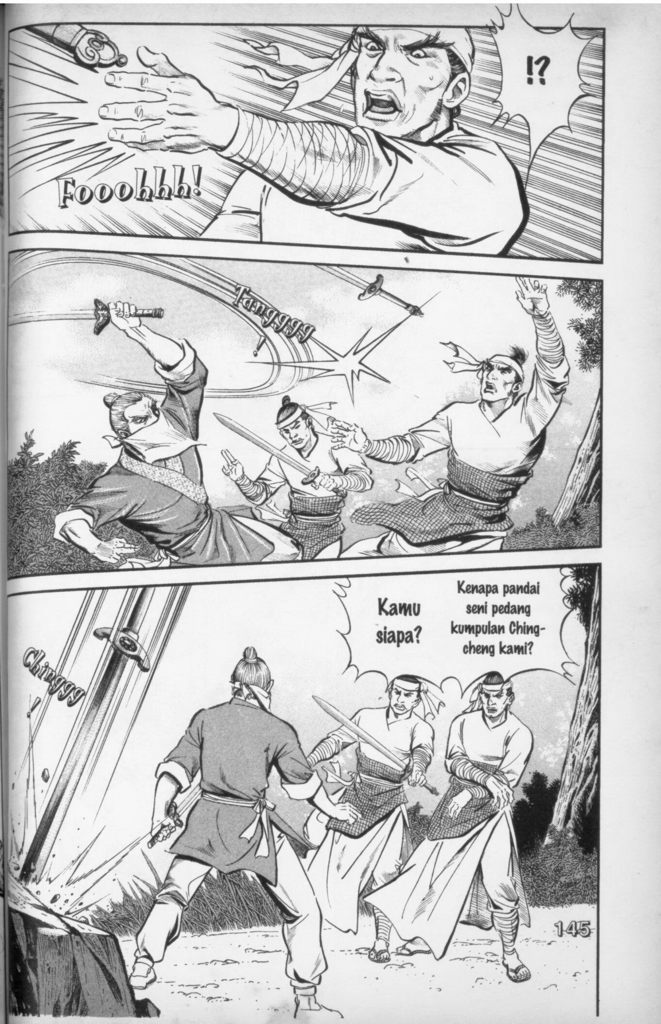 !?
Fooohhh!
Tangggg
!
Kamu
siapa?
Kenapa pandai
seni pedang
kumpulan Ching-
cheng kami?
Chinggg
!
145